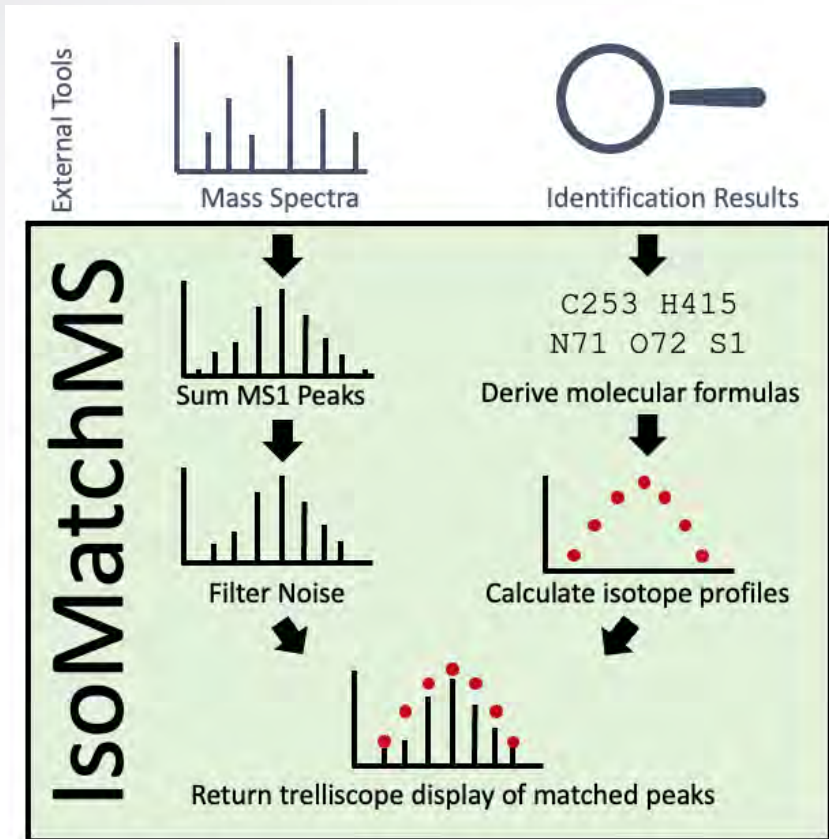 External Tools
Mass Spectra
Identification Results
IsoMatchMS
Sum MS1 Peaks
C253 H415
N71 O72 S1
Derive molecular formulas
Filter Noise
Calculate isotope profiles
Return trelliscope display of matched peaks